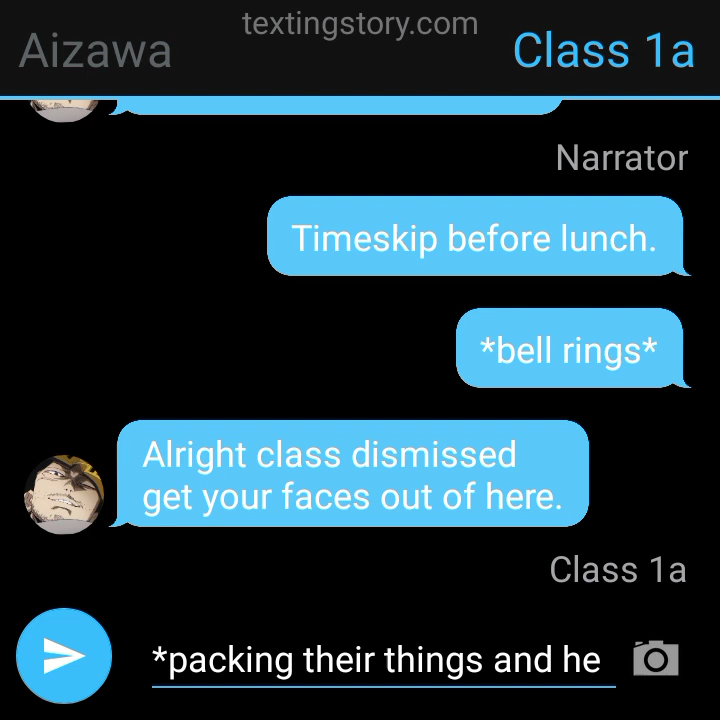 textingstory.com
Aizawa
Class 1a
Narrator
Timeskip before lunch.
*bell rings*
Alright class dismissed
get your faces out of here.
Class 1a
*packing their things and he